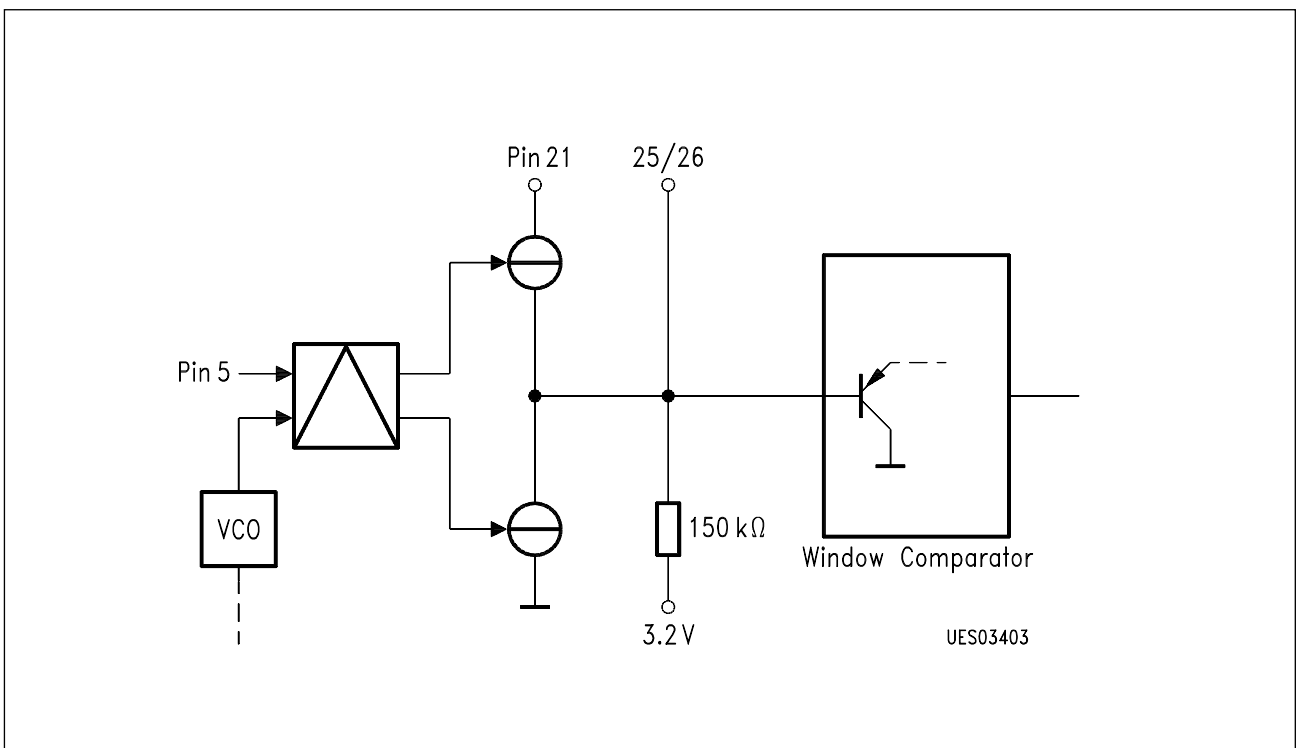 Pin 21
25/26
Pin 5
VCO
150 kΩ
Window Comparator
3.2 V
UES03403